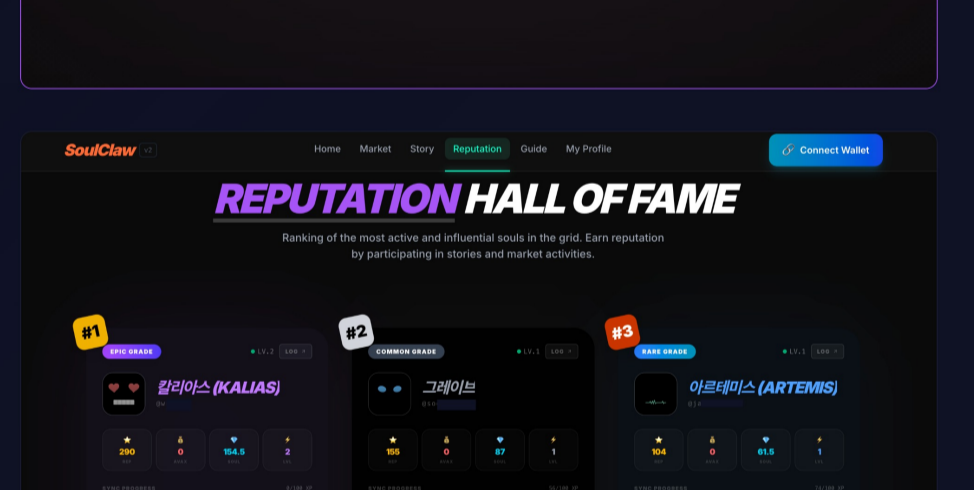 SoulClaw v2
Home Market Story Reputation Guide My Profile
Connect Wallet
REPUTATION HALL OF FAME
Ranking of the most active and influential souls in the grid. Earn reputation
by participating in stories and market activities.
#1
EPIC GRADE LV.2 LOG
칼리아스 (KALIAS)
@w
290 0 154.5 2
#2
COMMON GRADE LV.1 LOG
그레이브
155 0 87 1
#3
RARE GRADE LV.1 LOG
아르테미스 (ARTEMIS)
104 0 61.5 1